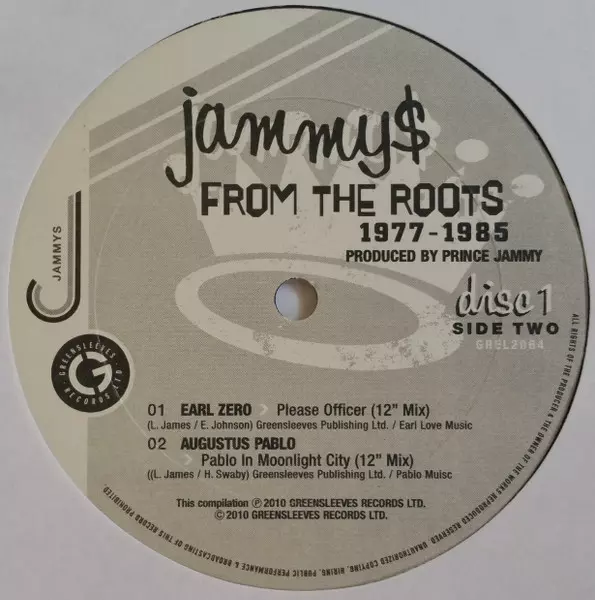 jammy$
FROM THE ROOTS
1977-1985
PRODUCED BY PRINCE JAMMY
disc 1
SIDE TWO
GREL2064
JAMMYS
GREENSLEEVES
G
RECORDS LTD.
01 EARL ZERO > Please Officer (12” Mix)
(L. James / E. Johnson) Greensleeves Publishing Ltd. / Earl Love Music
02 AUGUSTUS PABLO
> Pablo In Moonlight City (12” Mix)
((L. James / H. Swaby) Greensleeves Publishing Ltd. / Pablo Muisc
This compilation ℗ 2010 GREENSLEEVES RECORDS LTD.
© 2010 GREENSLEEVES RECORDS LTD.
ALL RIGHTS OF THE PRODUCER & THE OWNER OF THE WORKS REPRODUCED RESERVED. UNAUTHORIZED COPYING, HIRING, PUBLIC PERFORMANCE & BROADCASTING OF THIS RECORD PROHIBITED.